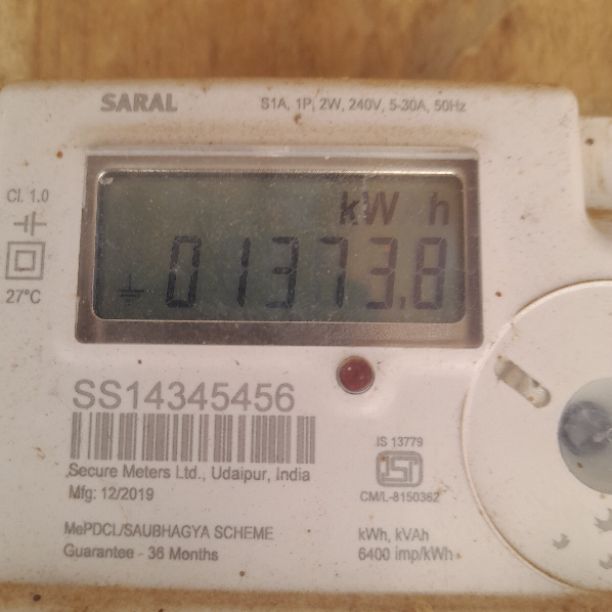 SARAL
S1A, 1P, 2W, 240V, 5-30A, 50Hz
Cl. 1.0
27°C
kW h
01373.8
SS14345456
Secure Meters Ltd., Udaipur, India
Mfg: 12/2019
IS 13779
CM/L-8150362
MePDCL/SAUBHAGYA SCHEME
Guarantee - 36 Months
kWh, kVAh
6400 imp/kWh